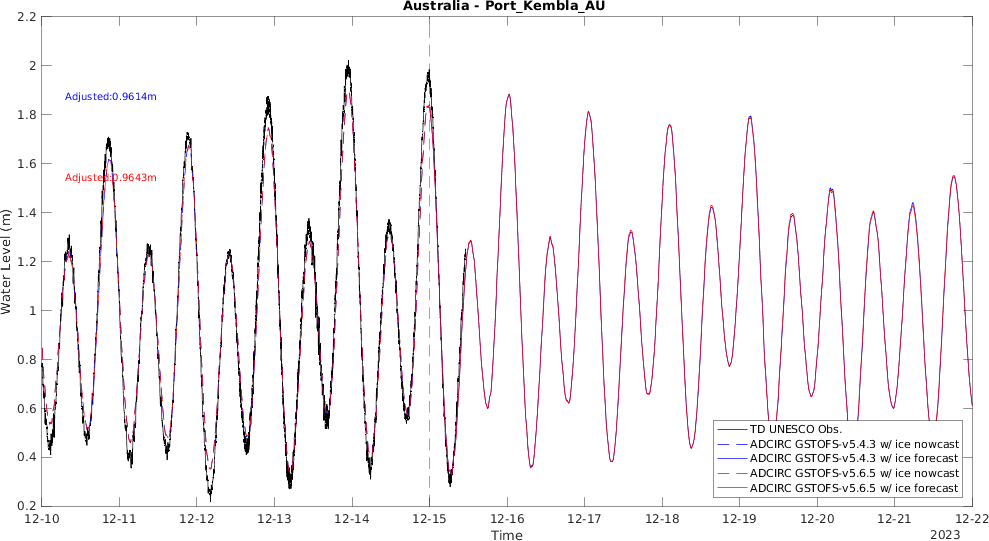 Australia - Port_Kembla_AU
2.2
2
1.8
1.6
1.4
1.2
1
0.8
0.6
0.4
0.2
Water Level (m)
Adjusted:0.9614m
Adjusted:0.9643m
TD UNESCO Obs.
ADCIRC GSTOFS-v5.4.3 w/ ice nowcast
ADCIRC GSTOFS-v5.4.3 w/ ice forecast
ADCIRC GSTOFS-v5.6.5 w/ ice nowcast
ADCIRC GSTOFS-v5.6.5 w/ ice forecast
12-10 12-11 12-12 12-13 12-14 12-15 12-16 12-17 12-18 12-19 12-20 12-21 12-22
Time
2023